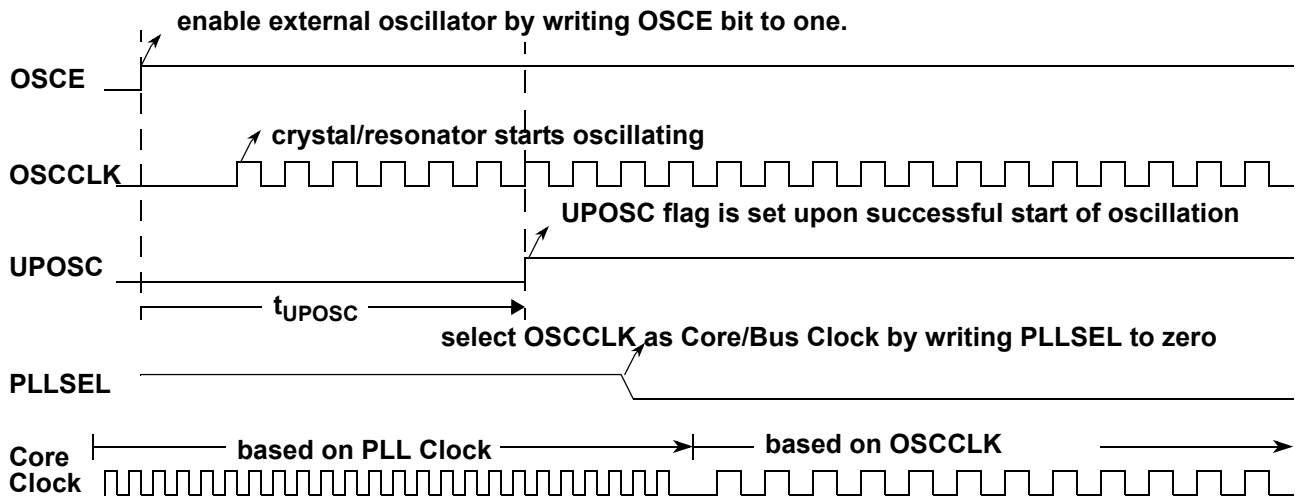 enable external oscillator by writing OSCE bit to one.
OSCE
crystal/resonator starts oscillating
OSCCLK
UPOSC flag is set upon successful start of oscillation
UPOSC
tUPOSC
select OSCCLK as Core/Bus Clock by writing PLLSEL to zero
PLLSEL
based on PLL Clock
based on OSCCLK
Core
Clock